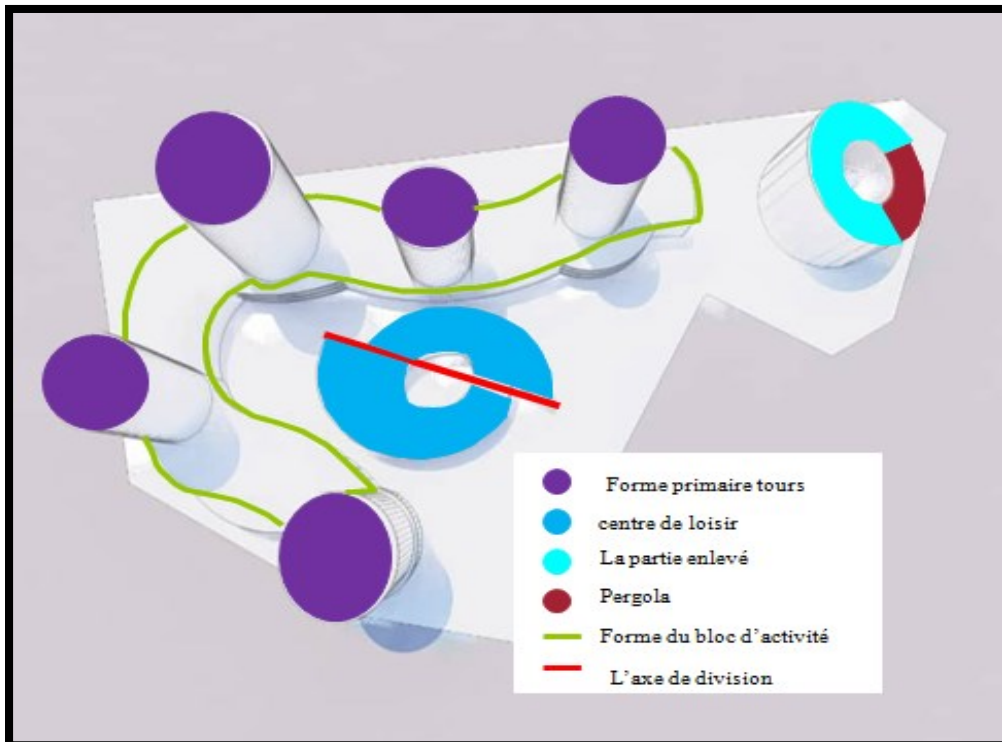 Forme primaire tours
centre de loisir
La partie enlevé
Pergola
Forme du bloc d’activité
L’axe de division